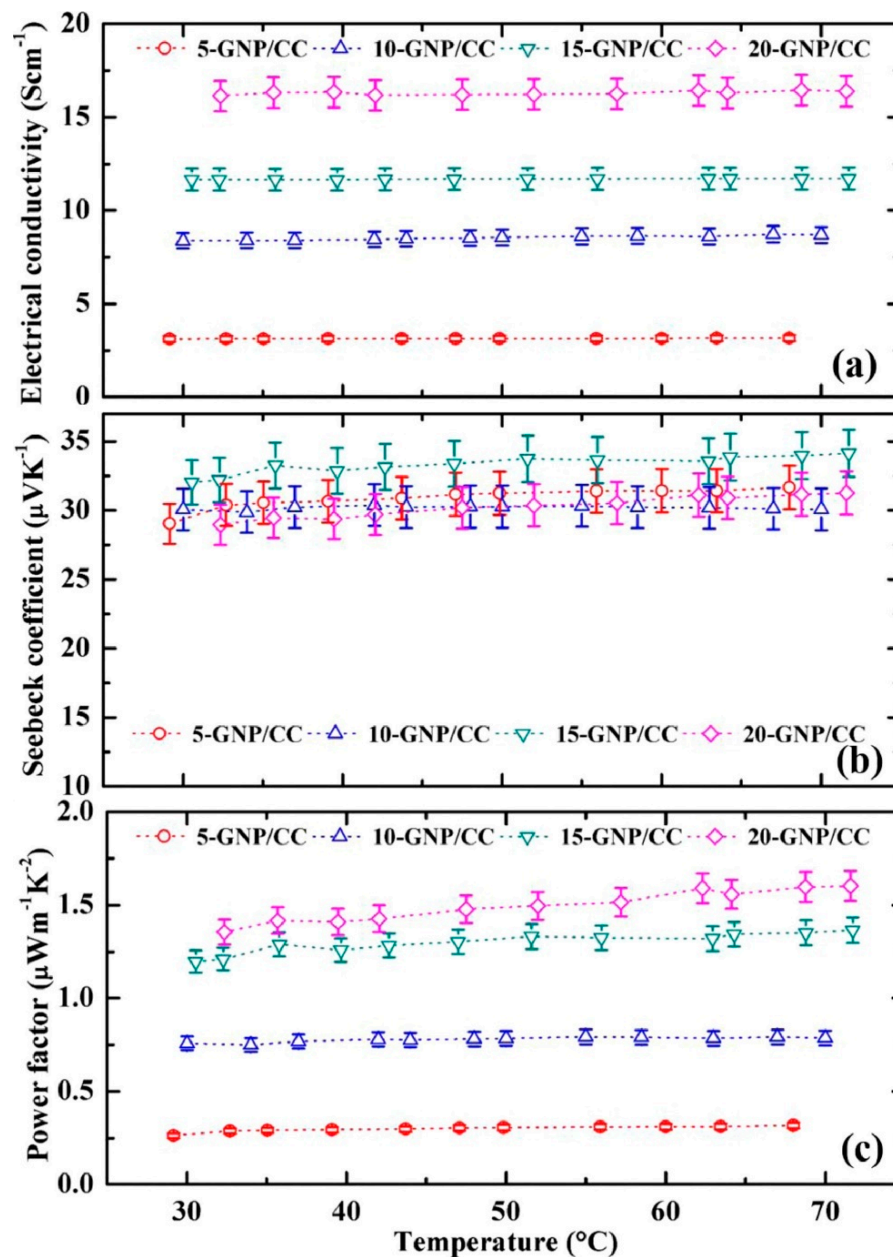 20
5-GNP/CC 10-GNP/CC 15-GNP/CC 20-GNP/CC
15
10
5
0
Electrical conductivity (Scm⁻¹)
(a)
35
30
25
20
15
10
Seebeck coefficient (μVK⁻¹)
5-GNP/CC 10-GNP/CC 15-GNP/CC 20-GNP/CC
(b)
2.0
5-GNP/CC 10-GNP/CC 15-GNP/CC 20-GNP/CC
1.5
1.0
0.5
0.0
Power factor (μWm⁻¹K⁻²)
(c)
30 40 50 60 70
Temperature (°C)